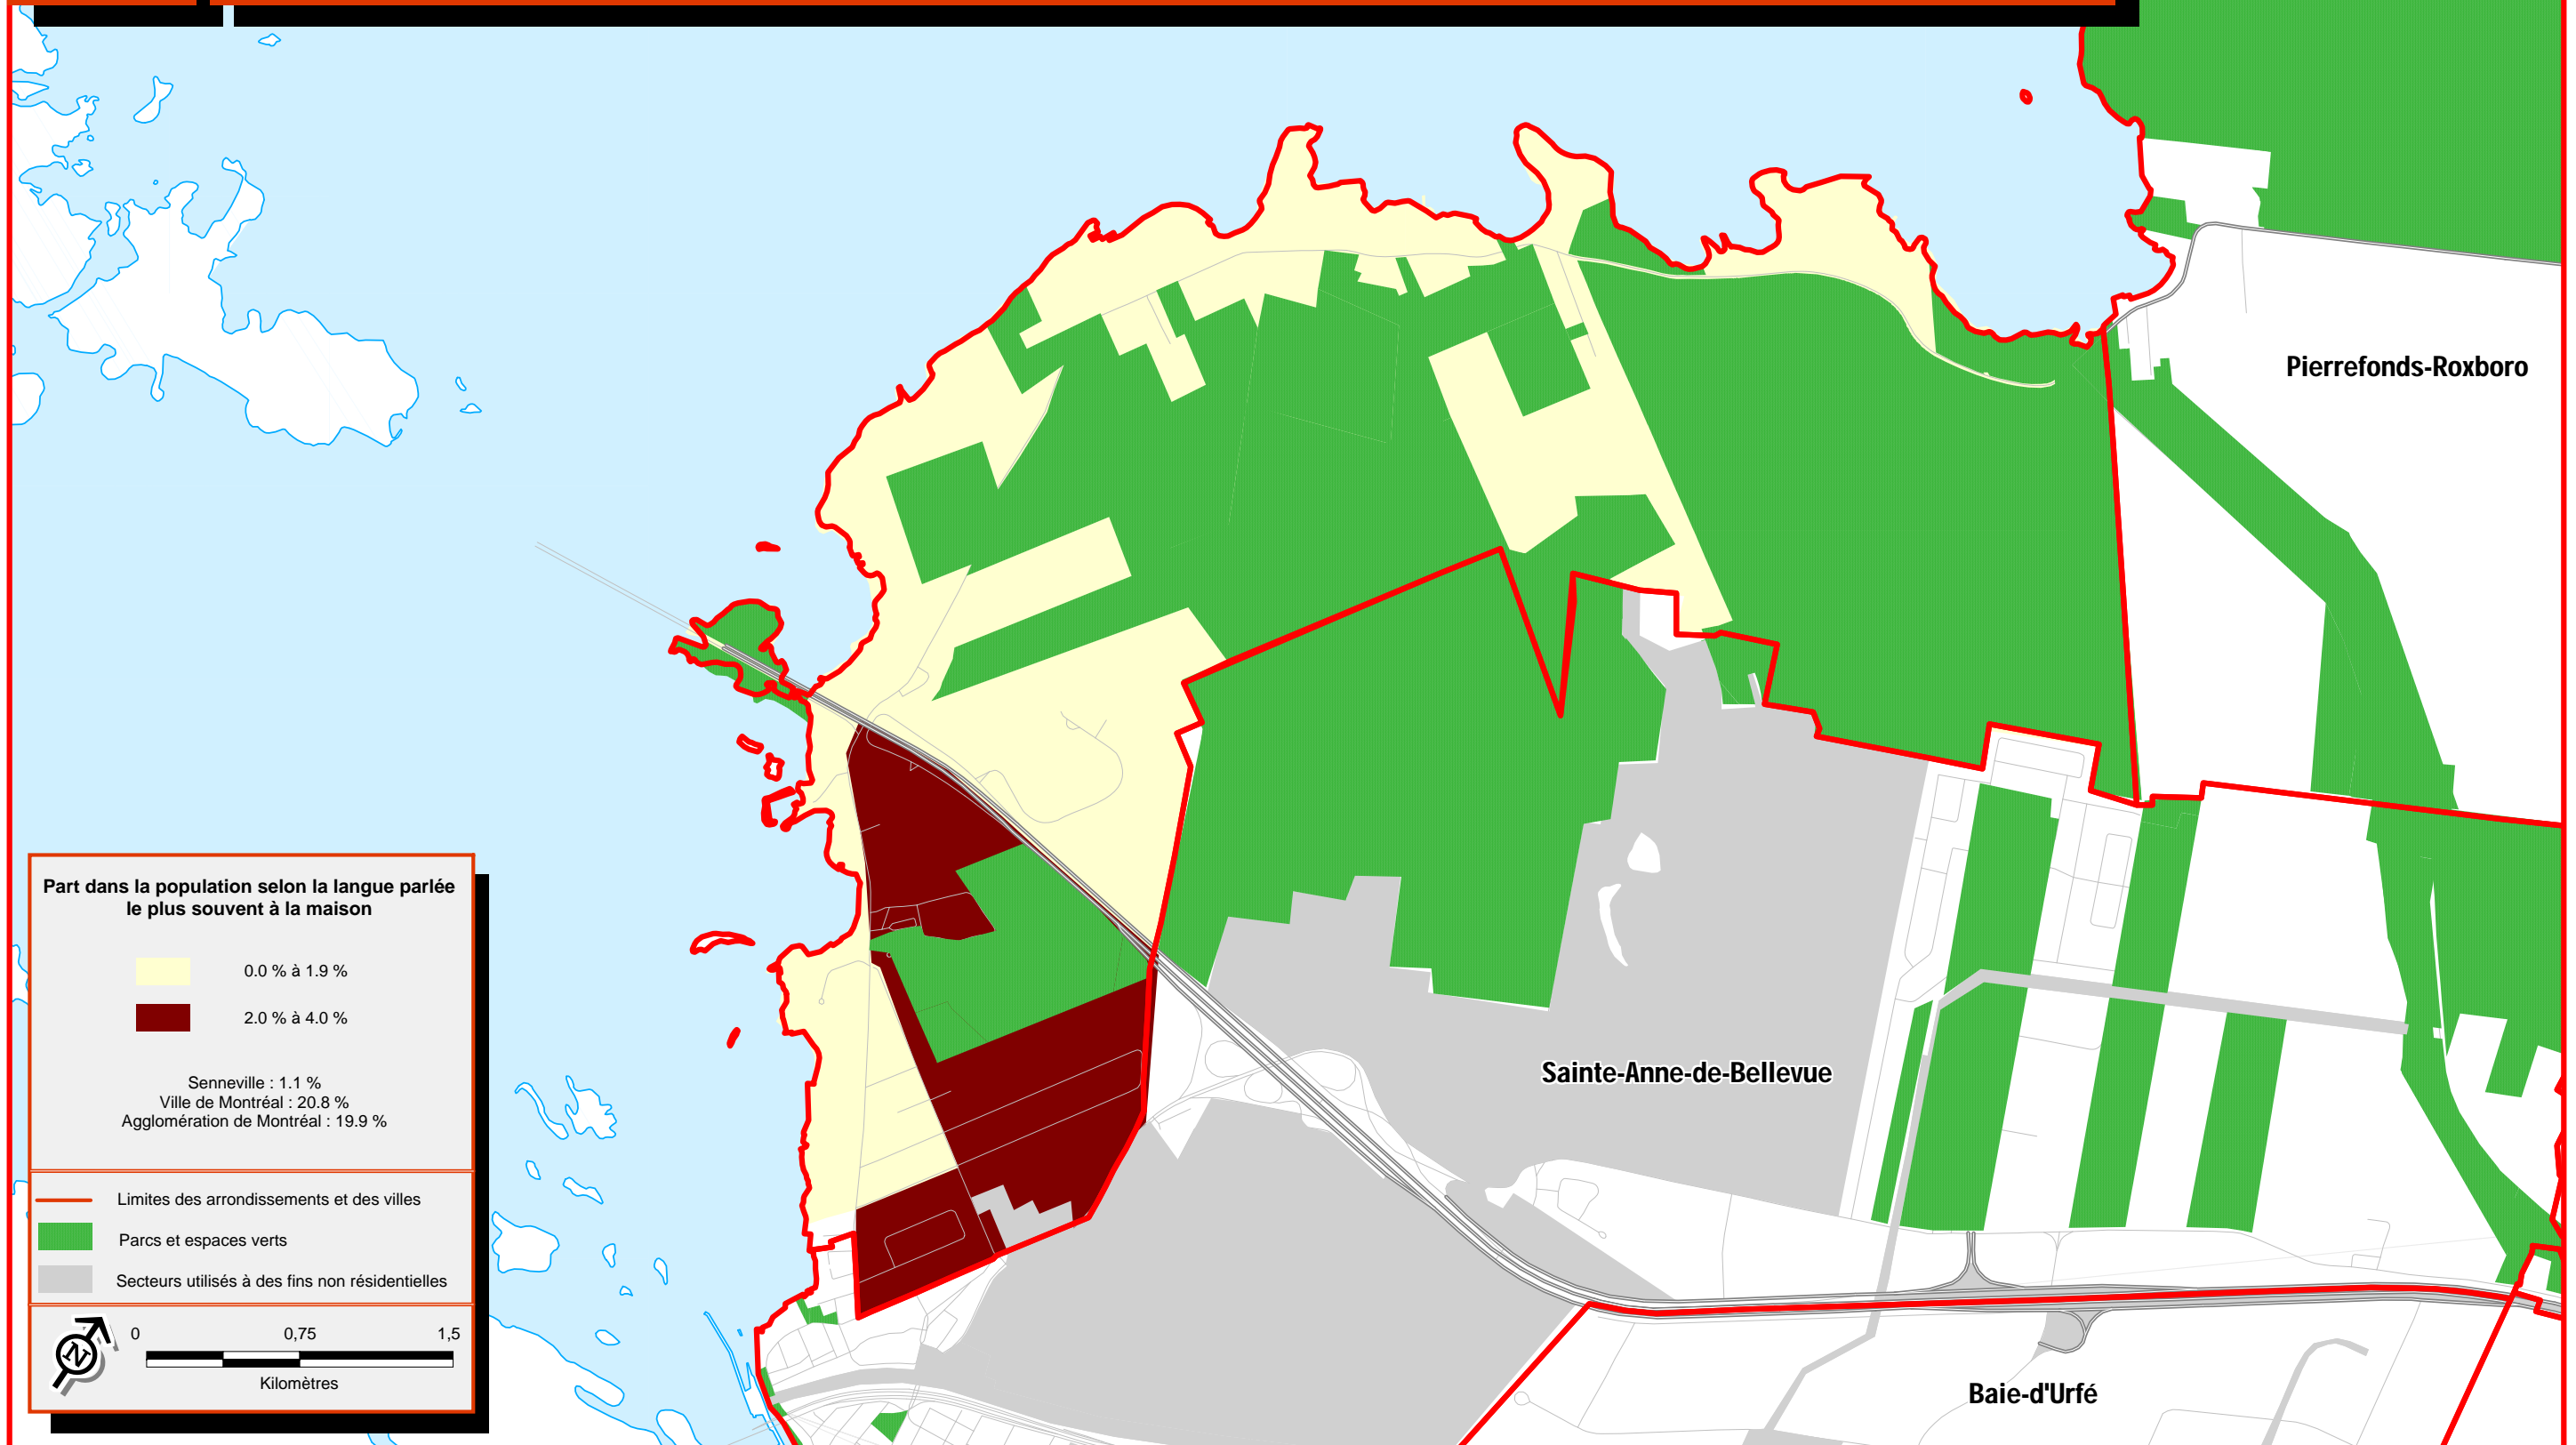 Pierrefonds-Roxboro
Sainte-Anne-de-Bellevue
Baie-d'Urfé
Part dans la population selon la langue parlée
le plus souvent à la maison
0.0 % à 1.9 %
2.0 % à 4.0 %
Senneville : 1.1 %
Ville de Montréal : 20.8 %
Agglomération de Montréal : 19.9 %
Limites des arrondissements et des villes
Parcs et espaces verts
Secteurs utilisés à des fins non résidentielles
N
0 0,75 1,5
Kilomètres